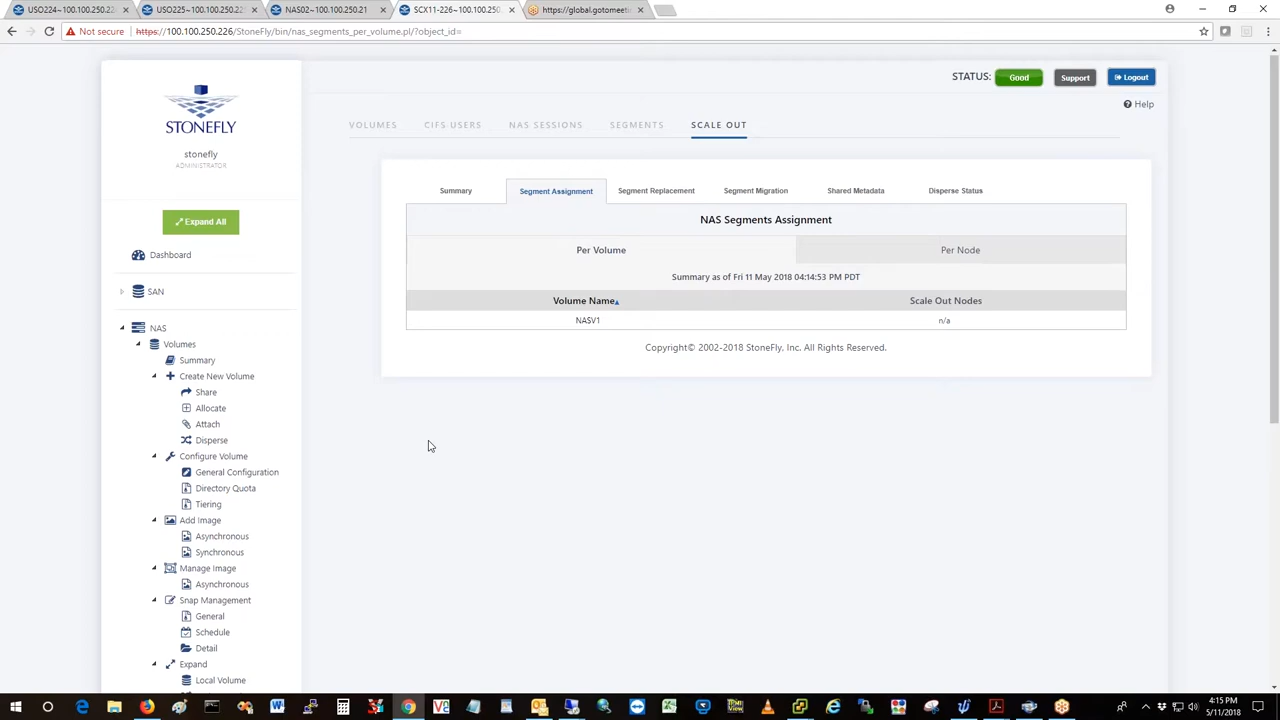 USO224~100.100.250.22
USO225~100.100.250.22
NAS02~100.100.250.21
SCX11-226~100.100.250.
https://global.gotomeeti
Not secure https://100.100.250.226/StoneFly/bin/nas_segments_per_volume.pl/?object_id=
STONEFLY
stonefly
ADMINISTRATOR
Expand All
Dashboard
SAN
NAS
Volumes
Summary
Create New Volume
Share
Allocate
Attach
Disperse
Configure Volume
General Configuration
Directory Quota
Tiering
Add Image
Asynchronous
Synchronous
Manage Image
Asynchronous
Snap Management
General
Schedule
Detail
Expand
Local Volume
STATUS: Good Support Logout
Help
VOLUMES CIFS USERS NAS SESSIONS SEGMENTS SCALE OUT
Summary Segment Assignment Segment Replacement Segment Migration Shared Metadata Disperse Status
NAS Segments Assignment
Per Volume Per Node
Summary as of Fri 11 May 2018 04:14:53 PM PDT
Volume Name Scale Out Nodes
NASV1 n/a
Copyright© 2002-2018 StoneFly, Inc. All Rights Reserved.
4:15 PM
5/11/2018